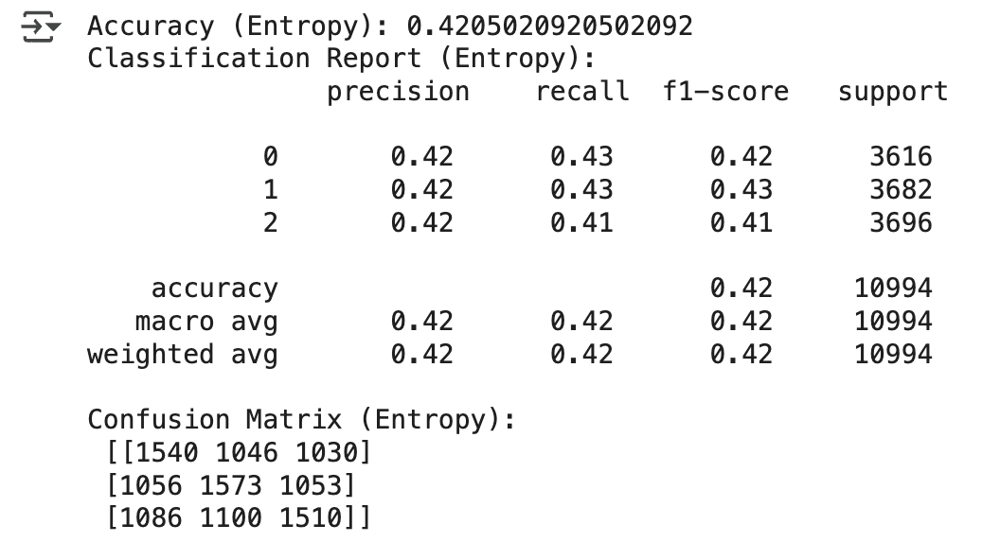 Accuracy (Entropy): 0.4205020920502092
Classification Report (Entropy):
precision recall f1-score support
0 0.42 0.43 0.42 3616
1 0.42 0.43 0.43 3682
2 0.42 0.41 0.41 3696
accuracy 0.42 10994
macro avg 0.42 0.42 0.42 10994
weighted avg 0.42 0.42 0.42 10994
Confusion Matrix (Entropy):
[[1540 1046 1030]
[1056 1573 1053]
[1086 1100 1510]]